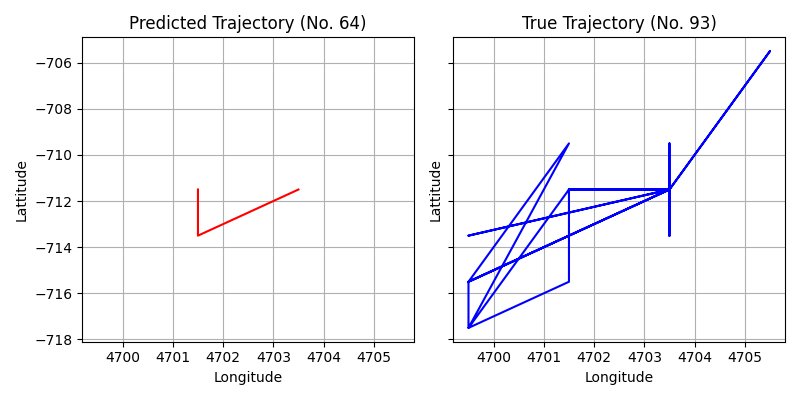 Predicted Trajectory (No. 64)
True Trajectory (No. 93)
Lattitude
−706
−708
−710
−712
−714
−716
−718
4700 4701 4702 4703 4704 4705
Longitude
Lattitude
4700 4701 4702 4703 4704 4705
Longitude